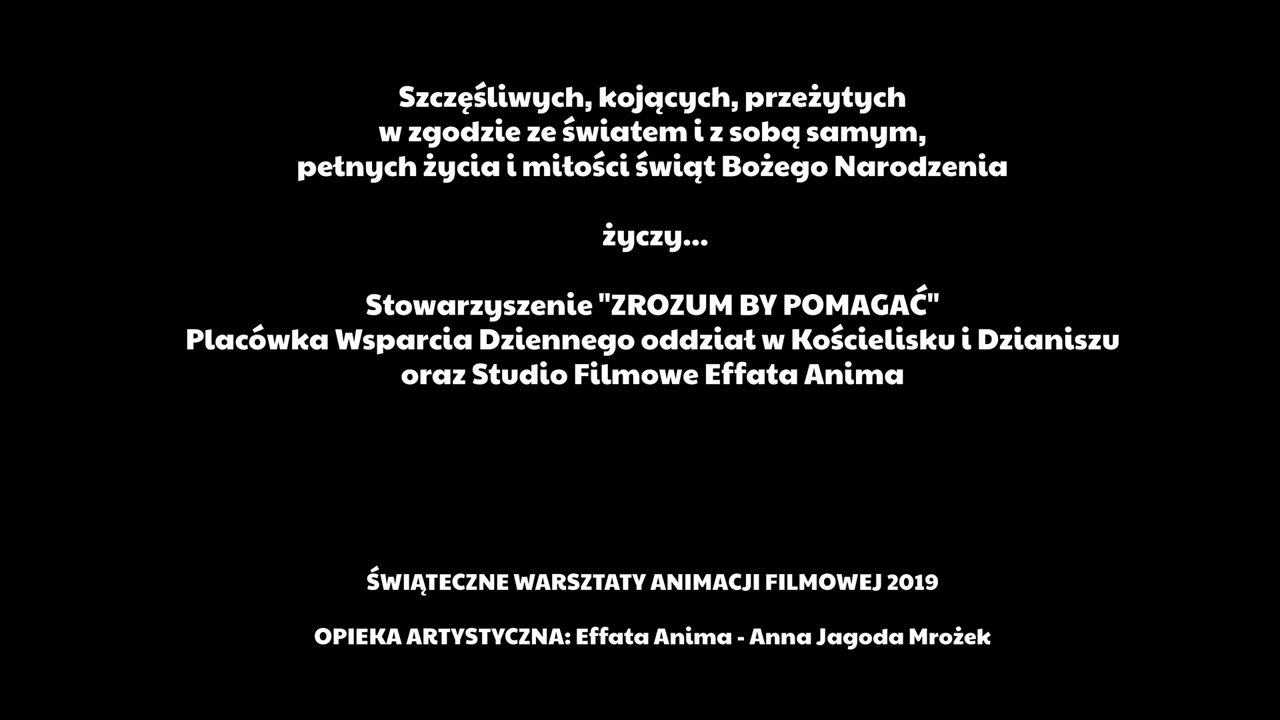 Szczęśliwych, kojących, przeżytych
w zgodzie ze światem i z sobą samym,
pełnych życia i miłości świąt Bożego Narodzenia
życzy...
Stowarzyszenie "ZROZUM BY POMAGAĆ"
Placówka Wsparcia Dziennego oddział w Kościelisku i Dzianiszu
oraz Studio Filmowe Effata Anima
ŚWIĄTECZNE WARSZTATY ANIMACJI FILMOWEJ 2019
OPIEKA ARTYSTYCZNA: Effata Anima - Anna Jagoda Mrożek